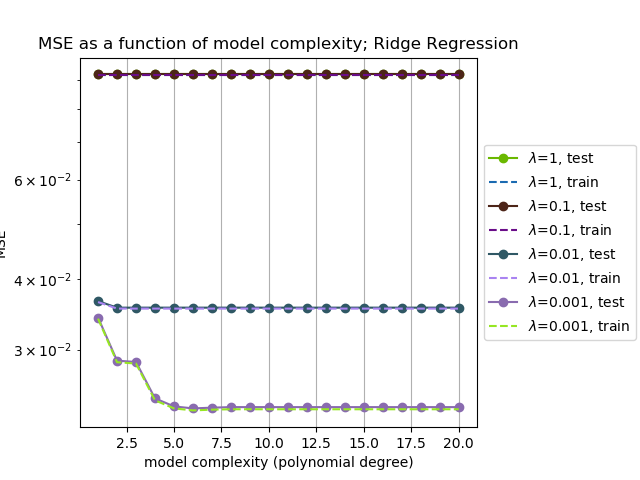 MSE as a function of model complexity; Ridge Regression
6 × 10⁻²
4 × 10⁻²
3 × 10⁻²
MSE
2.5 5.0 7.5 10.0 12.5 15.0 17.5 20.0
model complexity (polynomial degree)
λ=1, test
λ=1, train
λ=0.1, test
λ=0.1, train
λ=0.01, test
λ=0.01, train
λ=0.001, test
λ=0.001, train